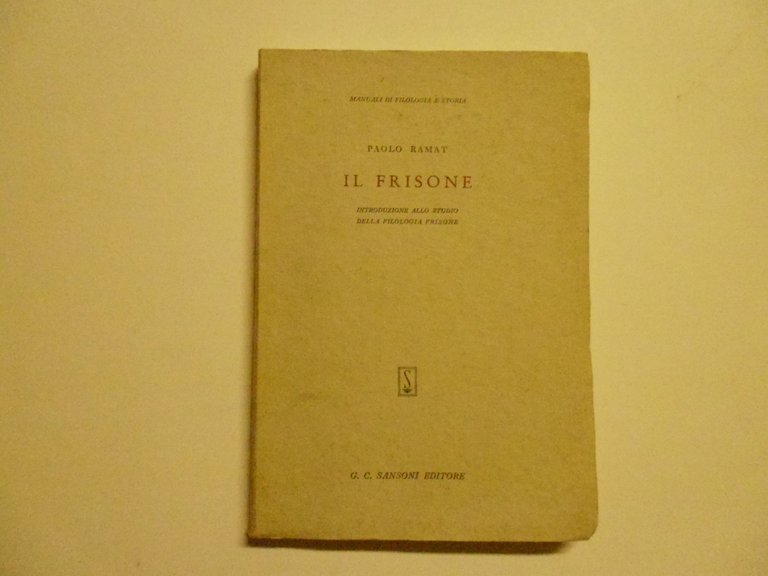 MANUALI DI FILOLOGIA E STORIA
PAOLO RAMAT
IL FRISONE
INTRODUZIONE ALLO STUDIO
DELLA FILOLOGIA FRISONE
S
G. C. SANSONI EDITORE